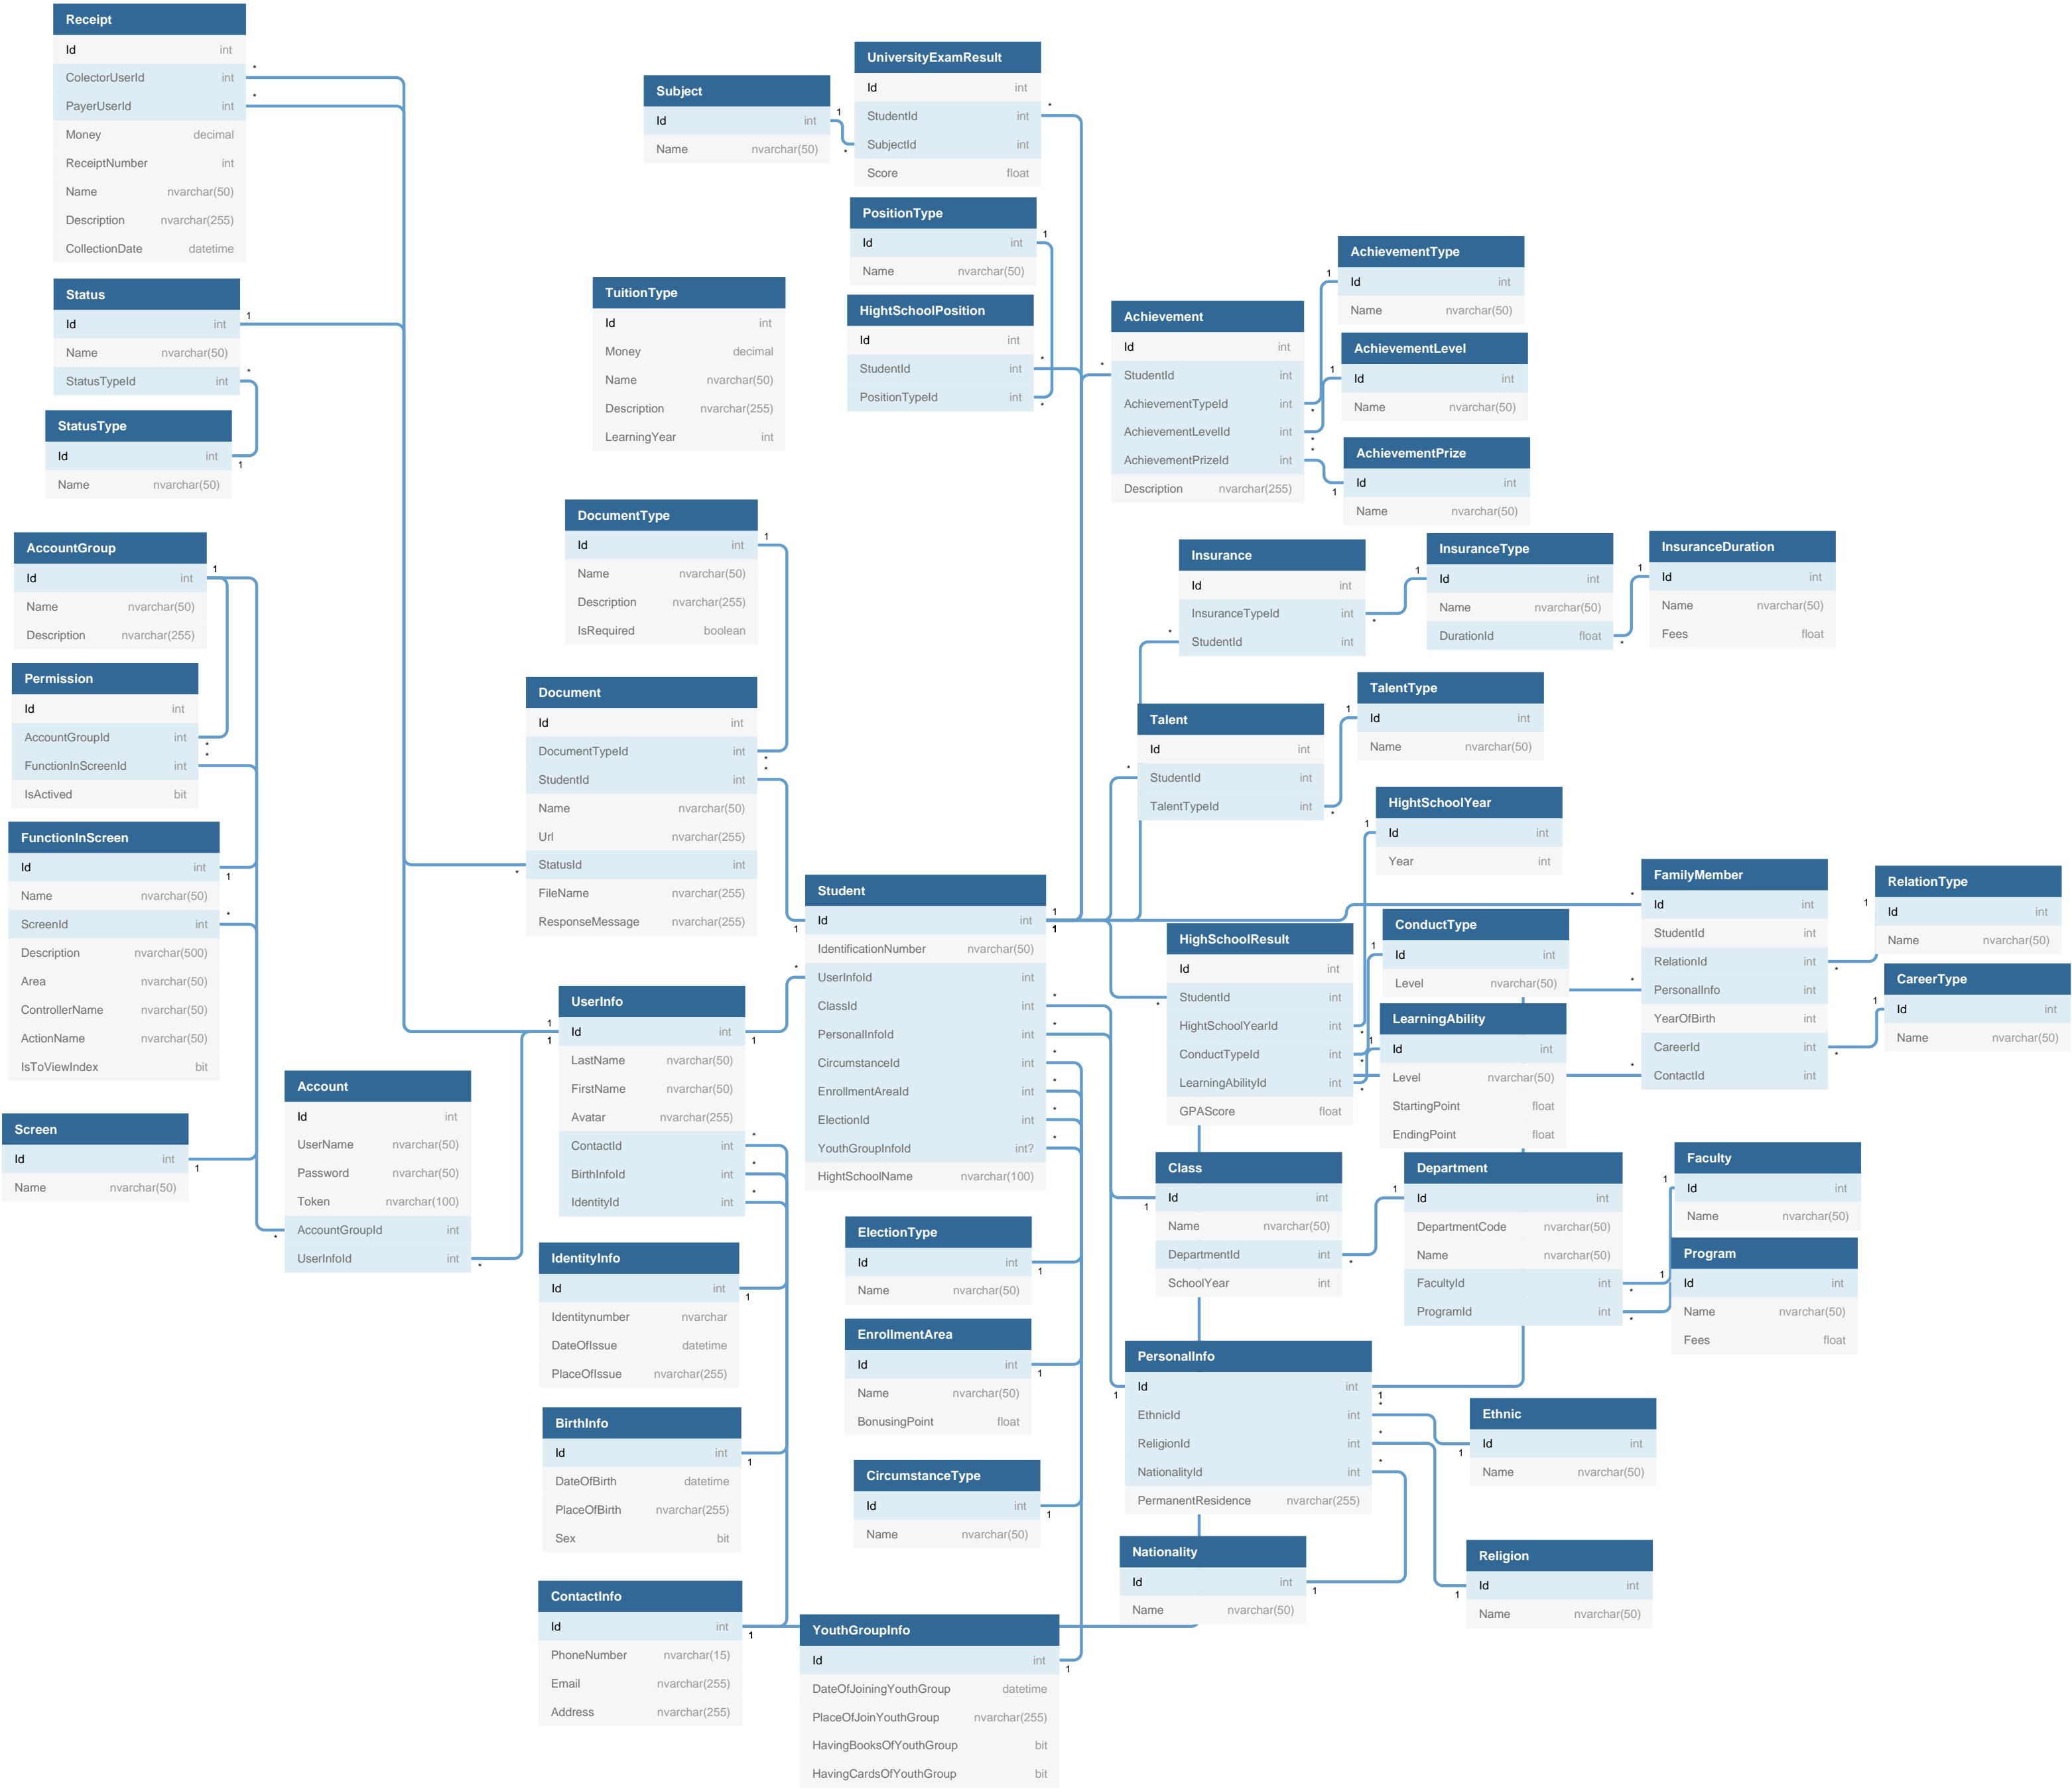 Receipt
Id int
ColectorUserId int
PayerUserId int
Money decimal
ReceiptNumber int
Name nvarchar(50)
Description nvarchar(255)
CollectionDate datetime
Status
Id int
Name nvarchar(50)
StatusTypeId int
StatusType
Id int
Name nvarchar(50)
AccountGroup
Id int
Name nvarchar(50)
Description nvarchar(255)
Permission
Id int
AccountGroupId int
FunctionInScreenId int
IsActived bit
FunctionInScreen
Id int
Name nvarchar(50)
ScreenId int
Description nvarchar(500)
Area nvarchar(50)
ControllerName nvarchar(50)
ActionName nvarchar(50)
IsToViewIndex bit
Screen
Id int
Name nvarchar(50)
Account
Id int
UserName nvarchar(50)
Password nvarchar(50)
Token nvarchar(100)
AccountGroupId int
UserInfoId int
Subject
Id int
Name nvarchar(50)
UniversityExamResult
Id int
StudentId int
SubjectId int
Score float
PositionType
Id int
Name nvarchar(50)
HightSchoolPosition
Id int
StudentId int
PositionTypeId int
TuitionType
Id int
Money decimal
Name nvarchar(50)
Description nvarchar(255)
LearningYear int
DocumentType
Id int
Name nvarchar(50)
Description nvarchar(255)
IsRequired boolean
Document
Id int
DocumentTypeId int
StudentId int
Name nvarchar(50)
Url nvarchar(255)
StatusId int
FileName nvarchar(255)
ResponseMessage nvarchar(255)
UserInfo
Id int
LastName nvarchar(50)
FirstName nvarchar(50)
Avatar nvarchar(255)
ContactId int
BirthInfoId int
IdentityId int
IdentityInfo
Id int
Identitynumber nvarchar
DateOfIssue datetime
PlaceOfIssue nvarchar(255)
BirthInfo
Id int
DateOfBirth datetime
PlaceOfBirth nvarchar(255)
Sex bit
ContactInfo
Id int
PhoneNumber nvarchar(15)
Email nvarchar(255)
Address nvarchar(255)
Student
Id int
IdentificationNumber nvarchar(50)
UserInfoId int
ClassId int
PersonalInfoId int
CircumstanceId int
EnrollmentAreaId int
ElectionId int
YouthGroupInfoId int?
HightSchoolName nvarchar(100)
ElectionType
Id int
Name nvarchar(50)
EnrollmentArea
Id int
Name nvarchar(50)
BonusingPoint float
CircumstanceType
Id int
Name nvarchar(50)
YouthGroupInfo
Id int
DateOfJoiningYouthGroup datetime
PlaceOfJoinYouthGroup nvarchar(255)
HavingBooksOfYouthGroup bit
HavingCardsOfYouthGroup bit
Achievement
Id int
StudentId int
AchievementTypeId int
AchievementLevelId int
AchievementPrizeId int
Description nvarchar(255)
AchievementType
Id int
Name nvarchar(50)
AchievementLevel
Id int
Name nvarchar(50)
AchievementPrize
Id int
Name nvarchar(50)
Insurance
Id int
InsuranceTypeId int
StudentId int
InsuranceType
Id int
Name nvarchar(50)
DurationId float
InsuranceDuration
Id int
Name nvarchar(50)
Fees float
Talent
Id int
StudentId int
TalentTypeId int
TalentType
Id int
Name nvarchar(50)
HightSchoolYear
Id int
Year int
HighSchoolResult
Id int
StudentId int
HightSchoolYearId int
ConductTypeId int
LearningAbilityId int
GPAScore float
ConductType
Id int
Level nvarchar(50)
LearningAbility
Id int
Level nvarchar(50)
StartingPoint float
EndingPoint float
FamilyMember
Id int
StudentId int
RelationId int
PersonalInfo int
YearOfBirth int
CareerId int
ContactId int
RelationType
Id int
Name nvarchar(50)
CareerType
Id int
Name nvarchar(50)
Class
Id int
Name nvarchar(50)
DepartmentId int
SchoolYear int
Department
Id int
DepartmentCode nvarchar(50)
Name nvarchar(50)
FacultyId int
ProgramId int
Faculty
Id int
Name nvarchar(50)
Program
Id int
Name nvarchar(50)
Fees float
PersonalInfo
Id int
EthnicId int
ReligionId int
NationalityId int
PermanentResidence nvarchar(255)
Ethnic
Id int
Name nvarchar(50)
Nationality
Id int
Name nvarchar(50)
Religion
Id int
Name nvarchar(50)